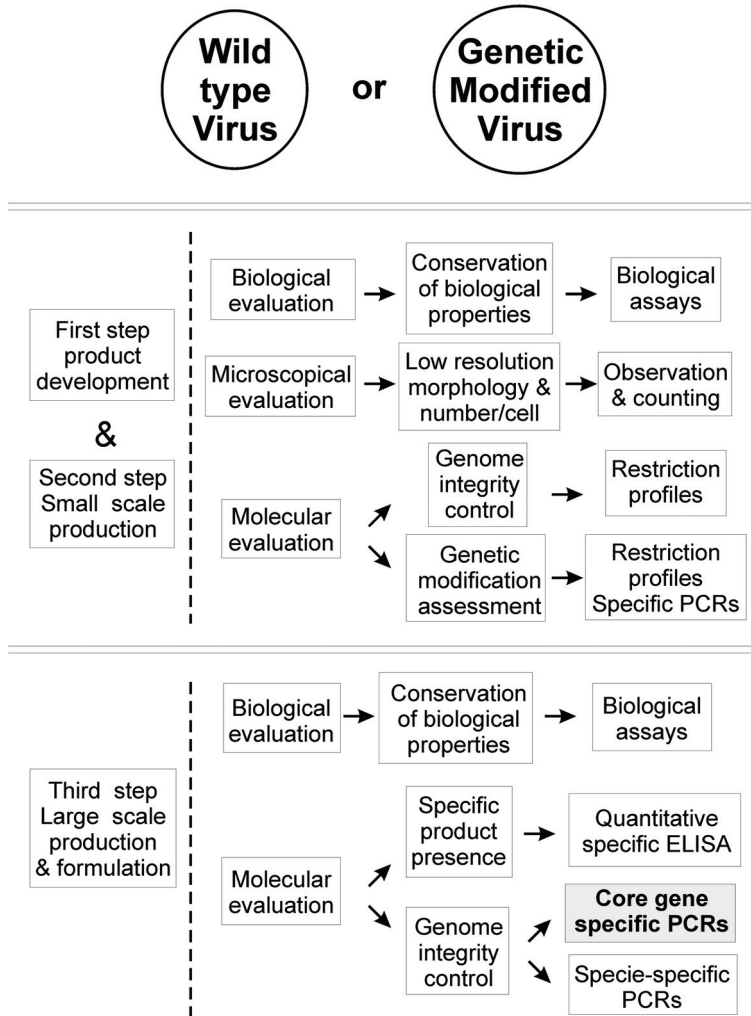 Wild
type
Virus
or
Genetic
Modified
Virus
First step
product
development
&
Second step
Small scale
production
Biological
evaluation
Conservation
of biological
properties
Biological
assays
Microscopical
evaluation
Low resolution
morphology &
number/cell
Observation
& counting
Molecular
evaluation
Genome
integrity
control
Restriction
profiles
Genetic
modification
assessment
Restriction
profiles
Specific PCRs
Third step
Large scale
production
& formulation
Biological
evaluation
Conservation
of biological
properties
Biological
assays
Molecular
evaluation
Specific
product
presence
Quantitative
specific ELISA
Genome
integrity
control
Core gene
specific PCRs
Specie-specific
PCRs